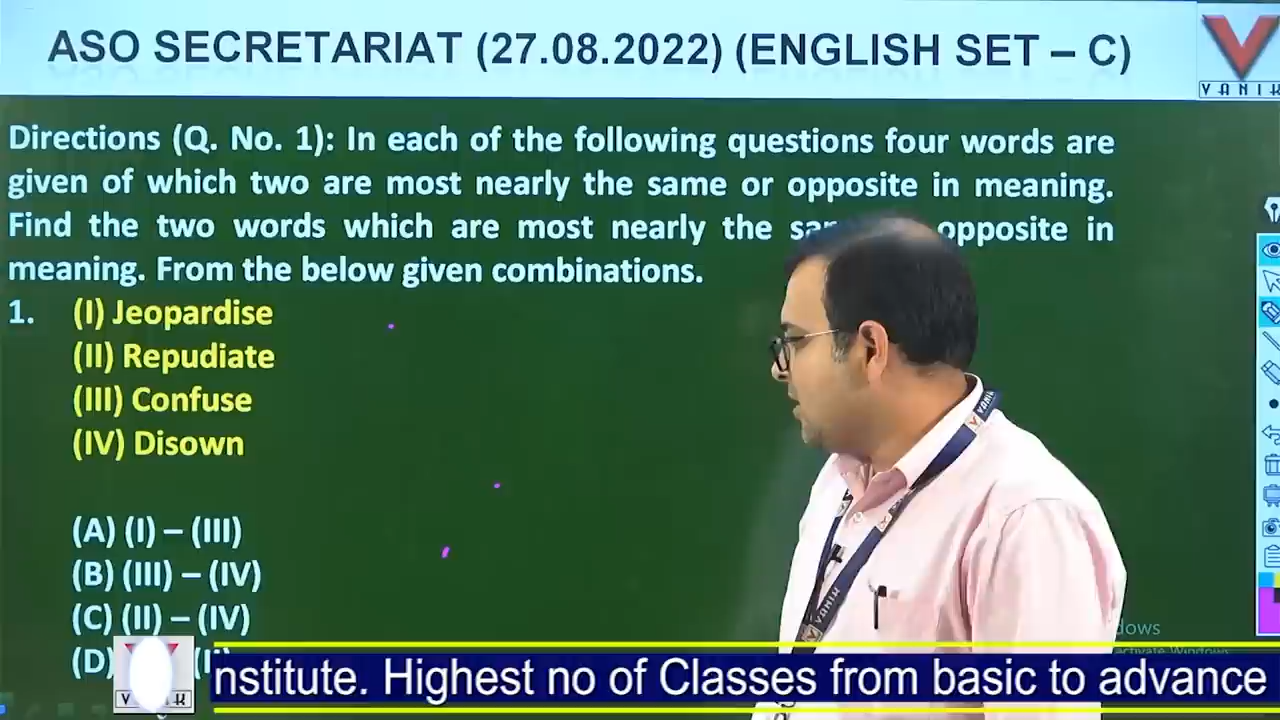 ASO SECRETARIAT (27.08.2022) (ENGLISH SET – C)
VANIK
Directions (Q. No. 1): In each of the following questions four words are
given of which two are most nearly the same or opposite in meaning.
Find the two words which are most nearly the opposite in
meaning. From the below given combinations.
1. (I) Jeopardise
(II) Repudiate
(III) Confuse
(IV) Disown
(A) (I) – (III)
(B) (III) – (IV)
(C) (II) – (IV)
(D)
nstitute. Highest no of Classes from basic to advance
VANIK
VANIK